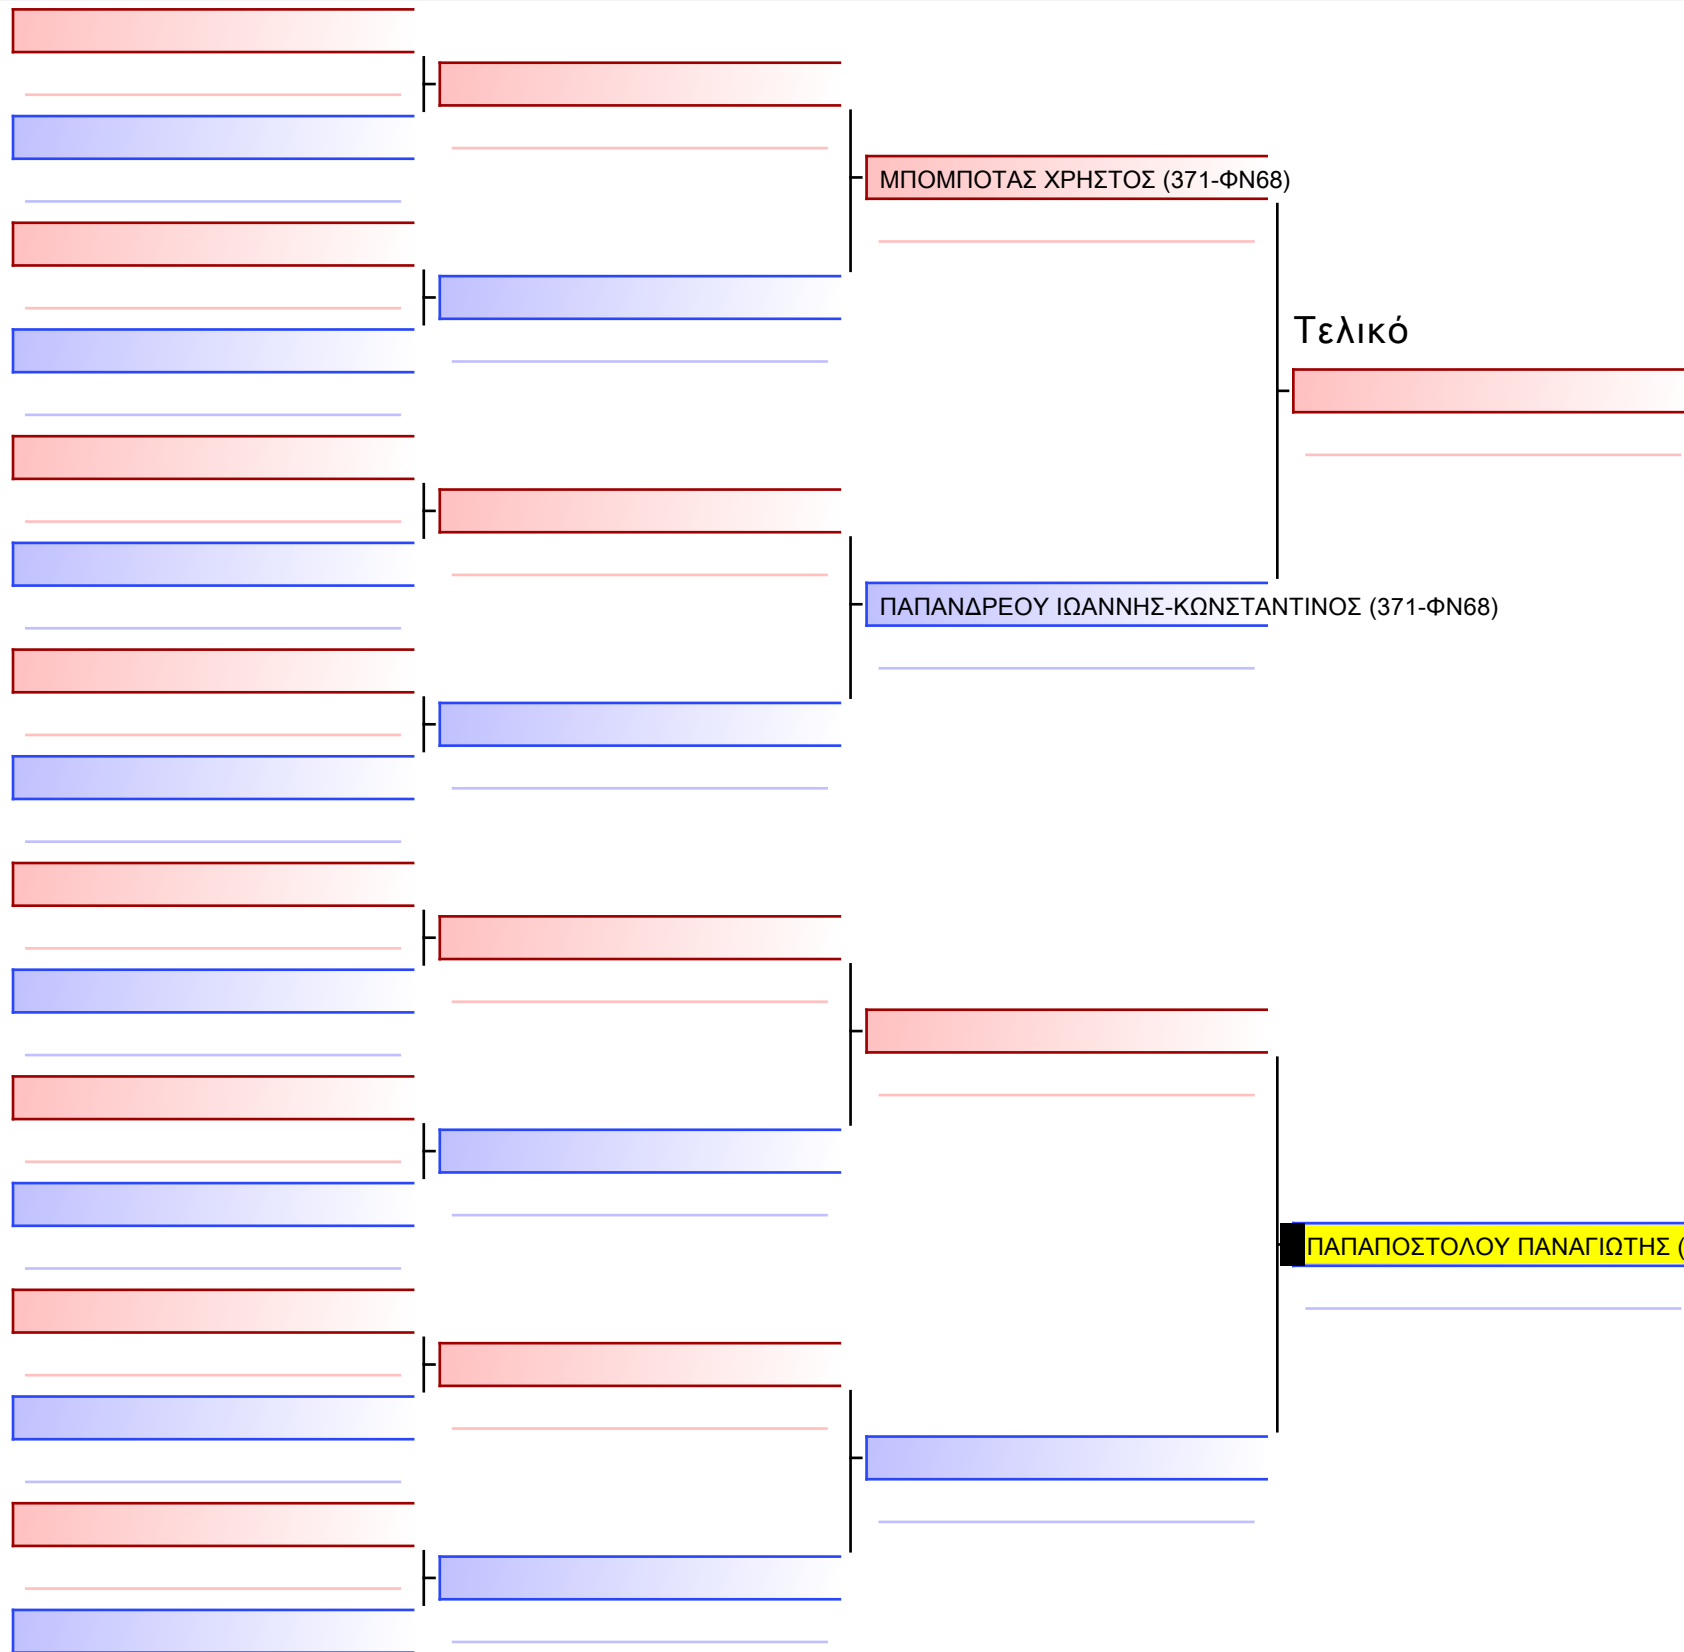 ΜΠΟΜΠΟΤΑΣ ΧΡΗΣΤΟΣ (371-ΦΝ68)
Τελικό
ΠΑΠΑΝΔΡΕΟΥ ΙΩΑΝΝΗΣ-ΚΩΝΣΤΑΝΤΙΝΟΣ (371-ΦΝ68)
ΠΑΠΑΠΟΣΤΟΛΟΥ ΠΑΝΑΓΙΩΤΗΣ (